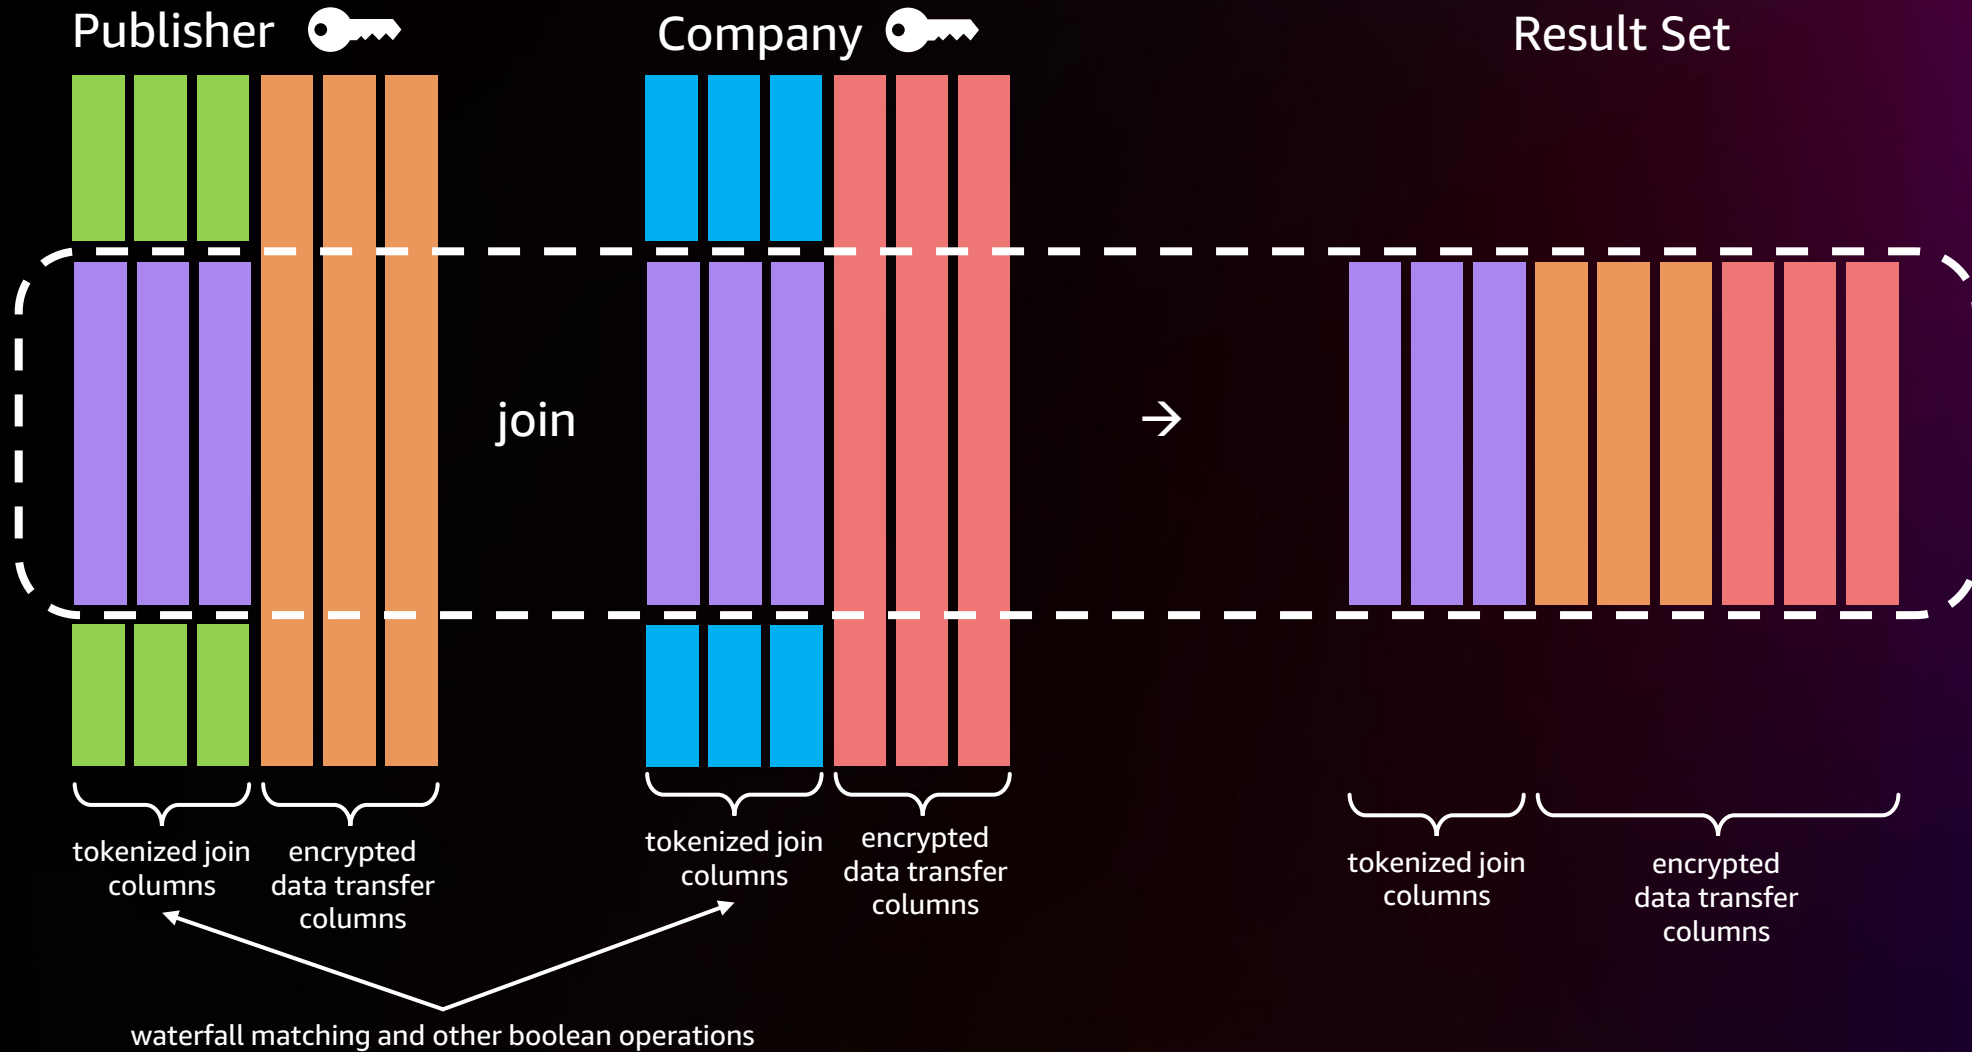 Publisher
Company
Result Set
join
→
tokenized join
columns
encrypted
data transfer
columns
tokenized join
columns
encrypted
data transfer
columns
tokenized join
columns
encrypted
data transfer
columns
waterfall matching and other boolean operations